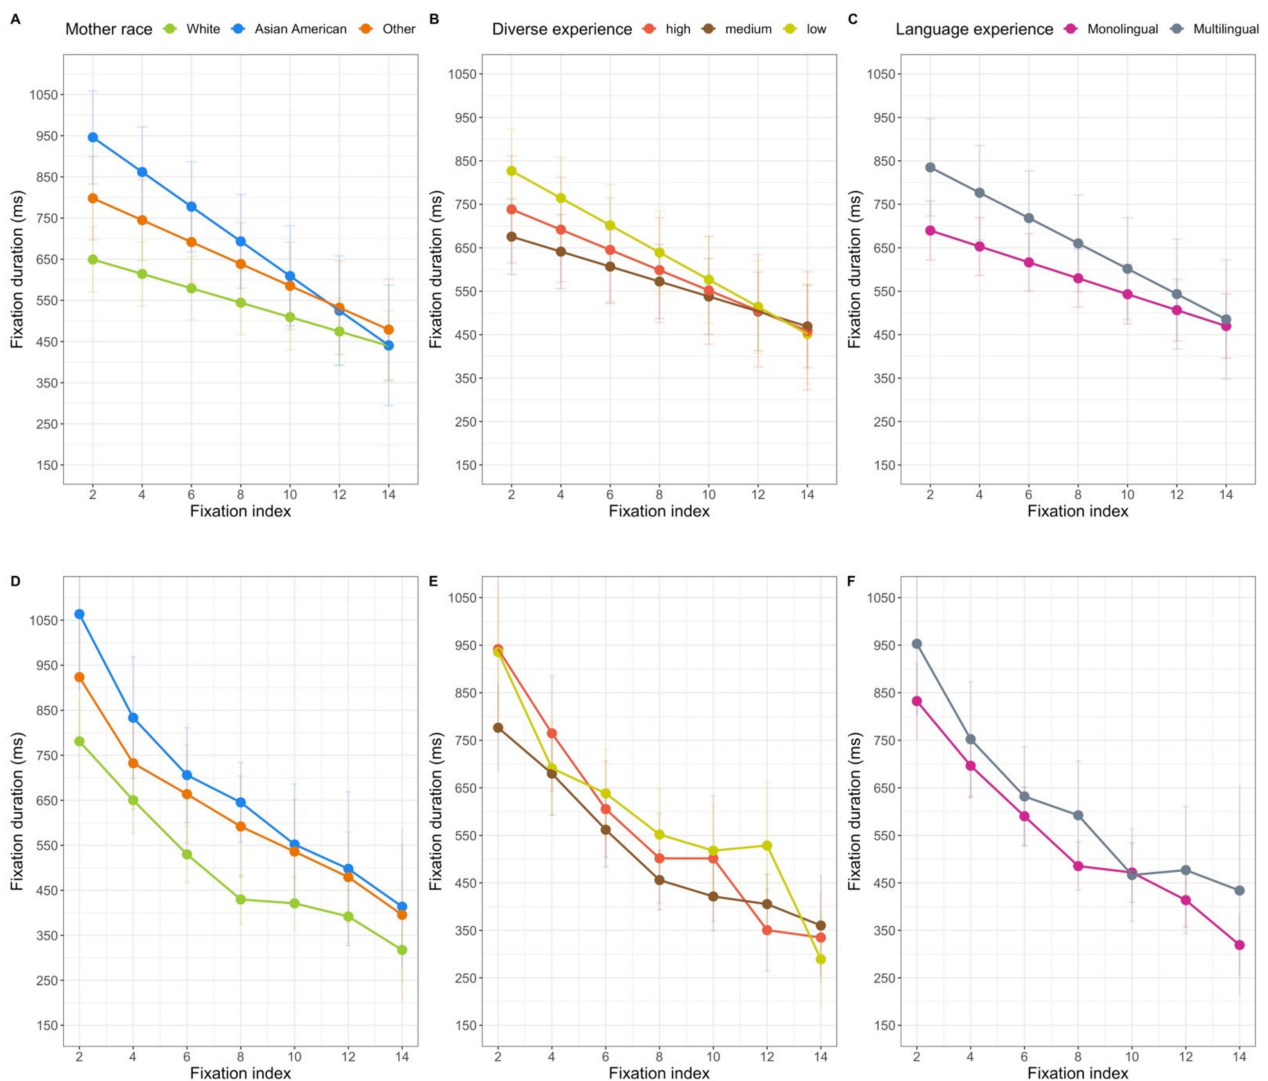 A Mother race White Asian American Other
Fixation duration (ms)
1050
950
850
750
650
550
450
350
250
150
2 4 6 8 10 12 14
Fixation index
B Diverse experience high medium low
Fixation duration (ms)
1050
950
850
750
650
550
450
350
250
150
2 4 6 8 10 12 14
Fixation index
C Language experience Monolingual Multilingual
Fixation duration (ms)
1050
950
850
750
650
550
450
350
250
150
2 4 6 8 10 12 14
Fixation index
D
Fixation duration (ms)
1050
950
850
750
650
550
450
350
250
150
2 4 6 8 10 12 14
Fixation index
E
Fixation duration (ms)
1050
950
850
750
650
550
450
350
250
150
2 4 6 8 10 12 14
Fixation index
F
Fixation duration (ms)
1050
950
850
750
650
550
450
350
250
150
2 4 6 8 10 12 14
Fixation index